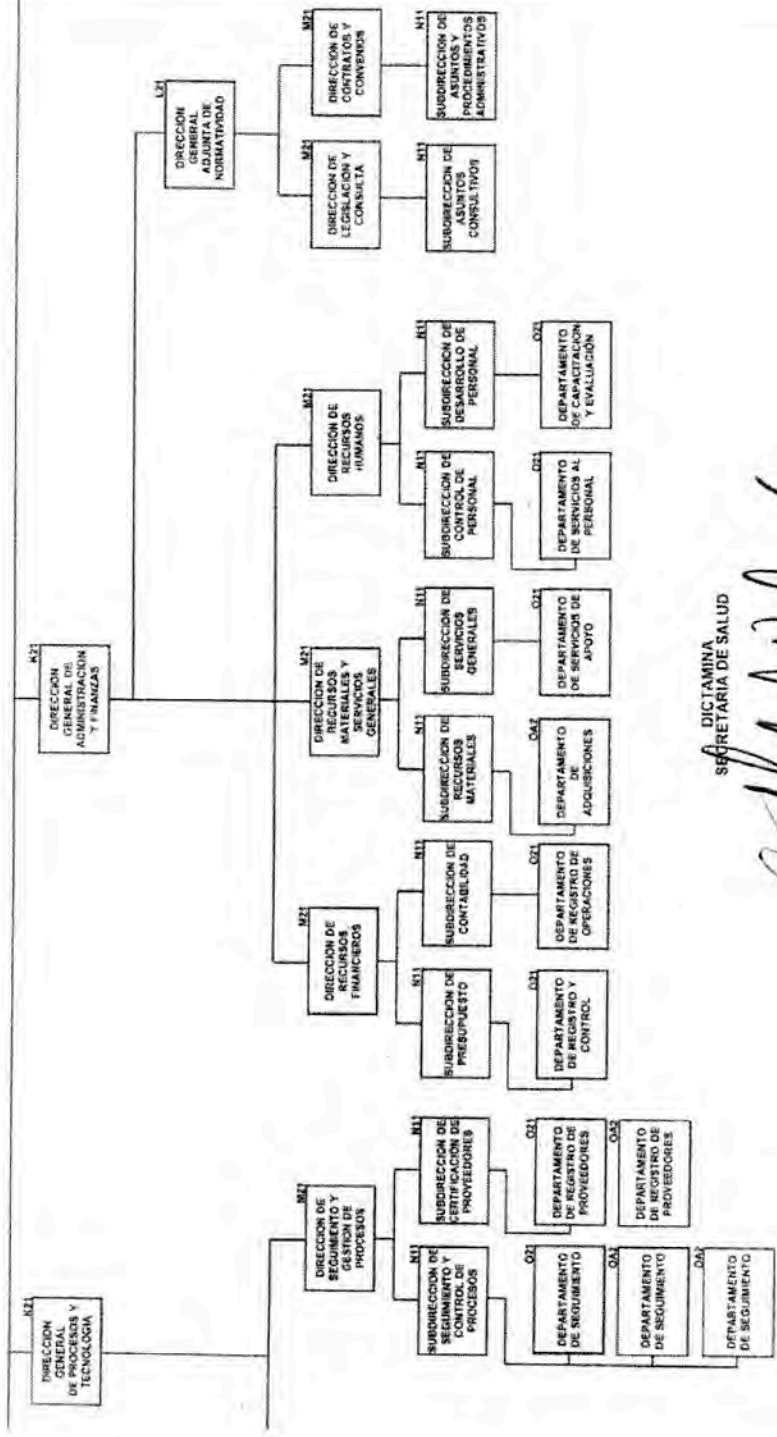 K21
DIRECCION
GENERAL
DE PROCESOS Y
TECNOLOGIA
K21
DIRECCION
GENERAL DE
ADMINISTRACION
Y FINANZAS
L21
DIRECCION
GENERAL
ADJUNTA DE
NORMATIVIDAD
M21
DIRECCION DE
SEGUIMIENTO Y
GESTION DE
PROCESOS
M21
DIRECCION DE
RECURSOS
FINANCIEROS
M21
DIRECCION DE
RECURSOS
MATERIALES Y
SERVICIOS
GENERALES
M21
DIRECCION DE
RECURSOS
HUMANOS
M21
DIRECCION DE
LEGISLACION Y
CONSULTA
M21
DIRECCION DE
CONTRATOS Y
CONVENIOS
N11
SUBDIRECCION DE
SEGUIMIENTO Y
CONTROL DE
PROCESOS
N11
SUBDIRECCION DE
CERTIFICACIÓN DE
PROVEEDORES
N11
SUBDIRECCION DE
PRESUPUESTO
N11
SUBDIRECCION DE
CONTABILIDAD
N11
SUBDIRECCION DE
RECURSOS
MATERIALES
N11
SUBDIRECCION DE
SERVICIOS
GENERALES
N11
SUBDIRECCION DE
CONTROL DE
PERSONAL
N11
SUBDIRECCION DE
DESARROLLO DE
PERSONAL
N11
SUBDIRECCION DE
ASUNTOS
CONSULTIVOS
N11
SUBDIRECCION DE
ASUNTOS Y
PROCEDIMIENTOS
ADMINISTRATIVOS
O21
DEPARTAMENTO
DE SEGUIMIENTO
OA2
DEPARTAMENTO
DE SEGUIMIENTO
OA2
DEPARTAMENTO
DE SEGUIMIENTO
O21
DEPARTAMENTO
DE REGISTRO DE
PROVEEDORES
OA2
DEPARTAMENTO
DE REGISTRO DE
PROVEEDORES
O21
DEPARTAMENTO
DE REGISTRO Y
CONTROL
O21
DEPARTAMENTO
DE REGISTRO DE
OPERACIONES
OA2
DEPARTAMENTO
DE
ADQUISICIONES
O21
DEPARTAMENTO
DE SERVICIOS DE
APOYO
O21
DEPARTAMENTO
DE SERVICIOS AL
PERSONAL
O21
DEPARTAMENTO
DE CAPACITACION
Y EVALUACIÓN
DICTAMINA
SECRETARIA DE SALUD